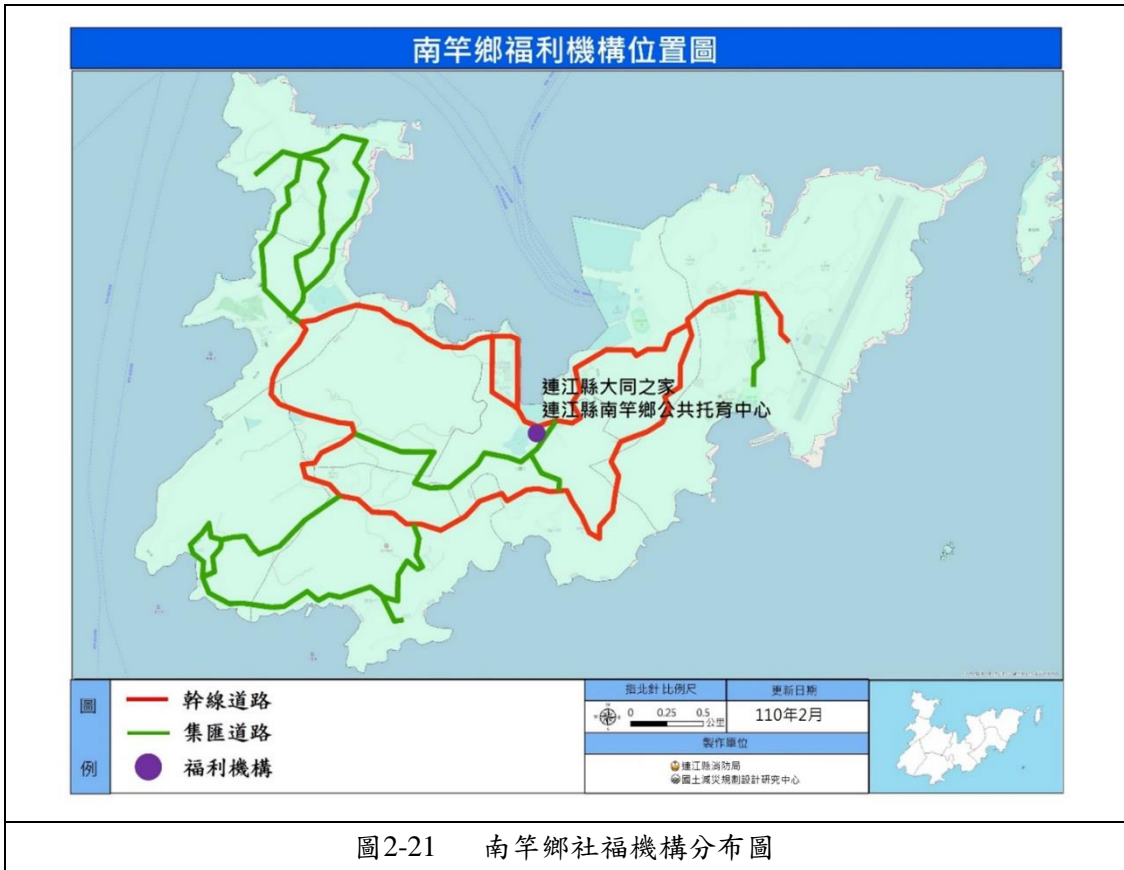 南竿鄉福利機構位置圖
連江縣大同之家
連江縣南竿鄉公共托育中心
圖例
幹線道路
集匯道路
福利機構
指北針 比例尺
0 0.25 0.5
公里
更新日期
110年2月
製作單位
連江縣消防局
國土減災規劃設計研究中心
圖2-21 南竿鄉社福機構分布圖